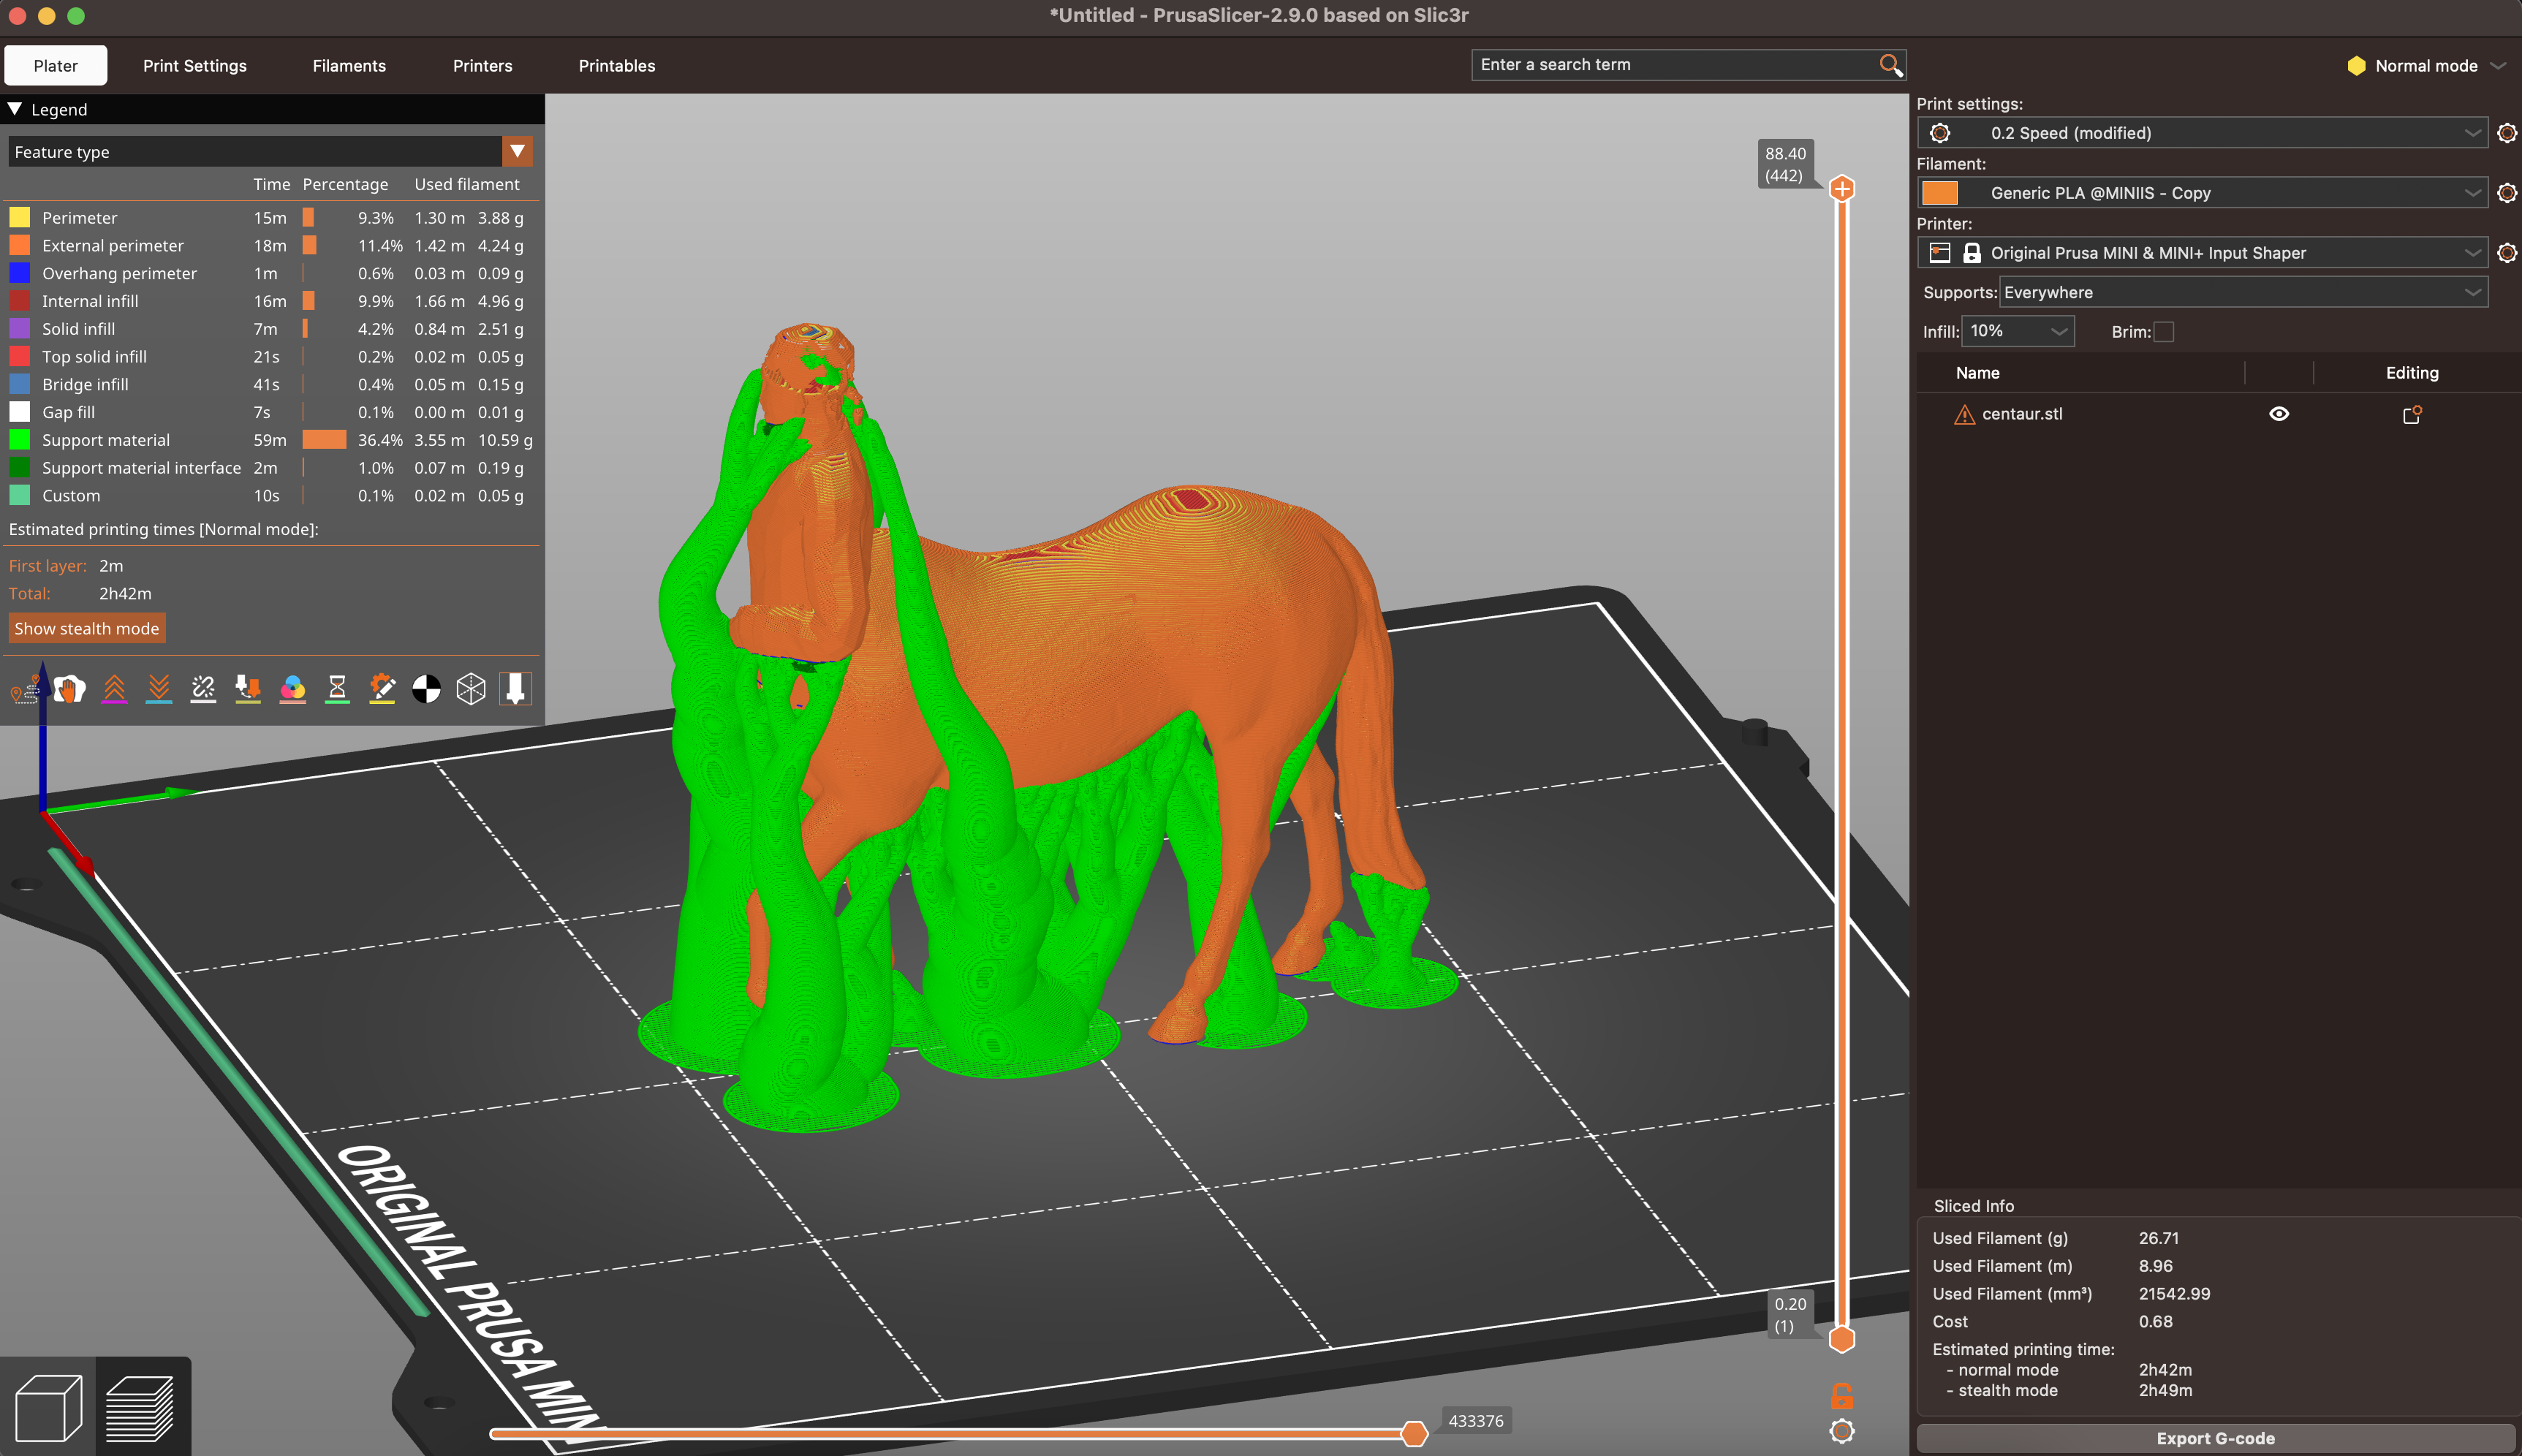 *Untitled - PrusaSlicer-2.9.0 based on Slic3r
Plater
Print Settings
Filaments
Printers
Printables
Enter a search term
Normal mode
Legend
Feature type
Time Percentage Used filament
Perimeter 15m 9.3% 1.30 m 3.88 g
External perimeter 18m 11.4% 1.42 m 4.24 g
Overhang perimeter 1m 0.6% 0.03 m 0.09 g
Internal infill 16m 9.9% 1.66 m 4.96 g
Solid infill 7m 4.2% 0.84 m 2.51 g
Top solid infill 21s 0.2% 0.02 m 0.05 g
Bridge infill 41s 0.4% 0.05 m 0.15 g
Gap fill 7s 0.1% 0.00 m 0.01 g
Support material 59m 36.4% 3.55 m 10.59 g
Support material interface 2m 1.0% 0.07 m 0.19 g
Custom 10s 0.1% 0.02 m 0.05 g
Estimated printing times [Normal mode]:
First layer: 2m
Total: 2h42m
Show stealth mode
88.40
(442)
ORIGINAL PRUSA MINI
0.20
(1)
433376
Print settings:
0.2 Speed (modified)
Filament:
Generic PLA @MINIIS - Copy
Printer:
Original Prusa MINI & MINI+ Input Shaper
Supports: Everywhere
Infill: 10% Brim:
Name Editing
centaur.stl
Sliced Info
Used Filament (g) 26.71
Used Filament (m) 8.96
Used Filament (mm³) 21542.99
Cost 0.68
Estimated printing time:
- normal mode 2h42m
- stealth mode 2h49m
Export G-code